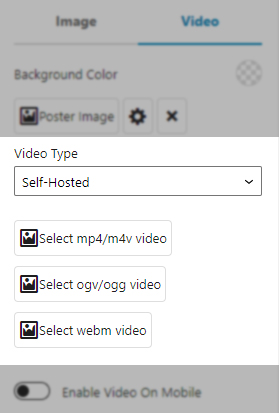 Image Video
Background Color
Poster Image
Video Type
Self-Hosted
Select mp4/m4v video
Select ogv/ogg video
Select webm video
Enable Video On Mobile